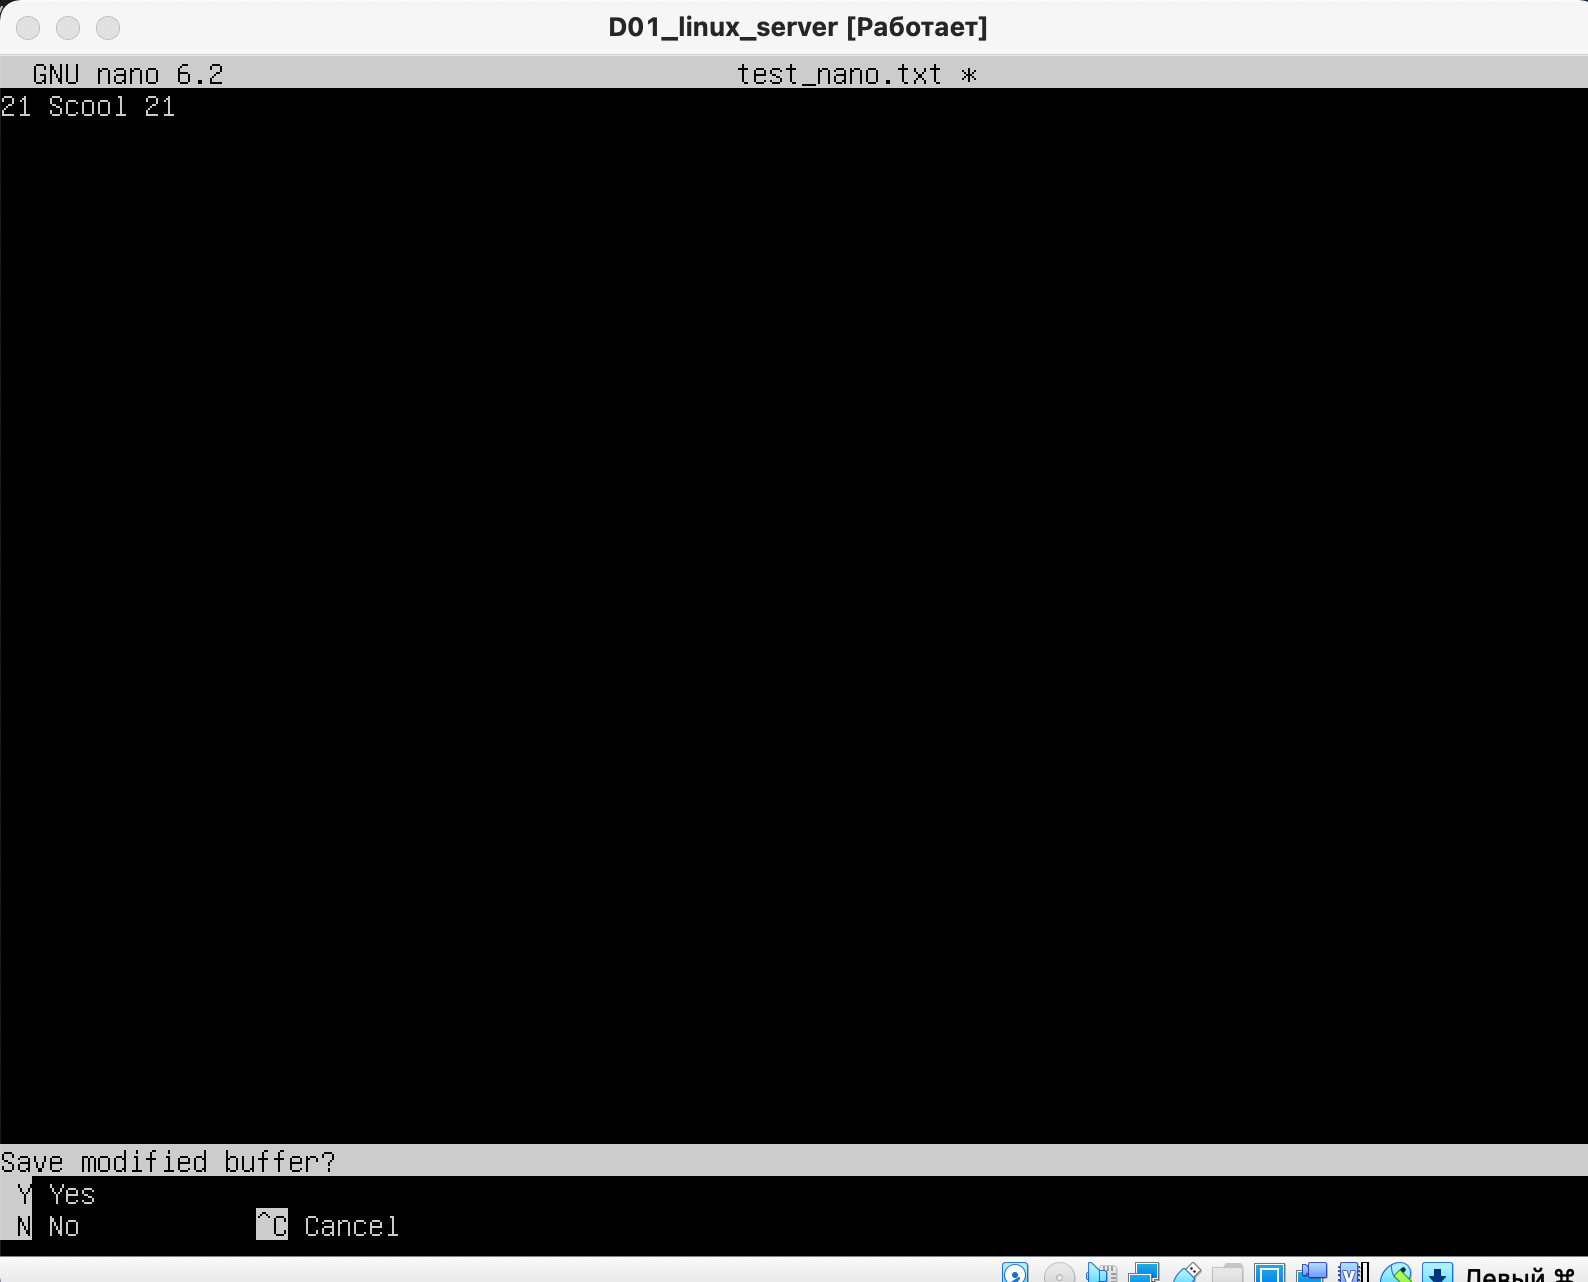 D01_linux_server [Работает]
GNU nano 6.2 test_nano.txt *
21 Scool 21
Save modified buffer?
Y Yes
N No ^C Cancel
Левый ⌘